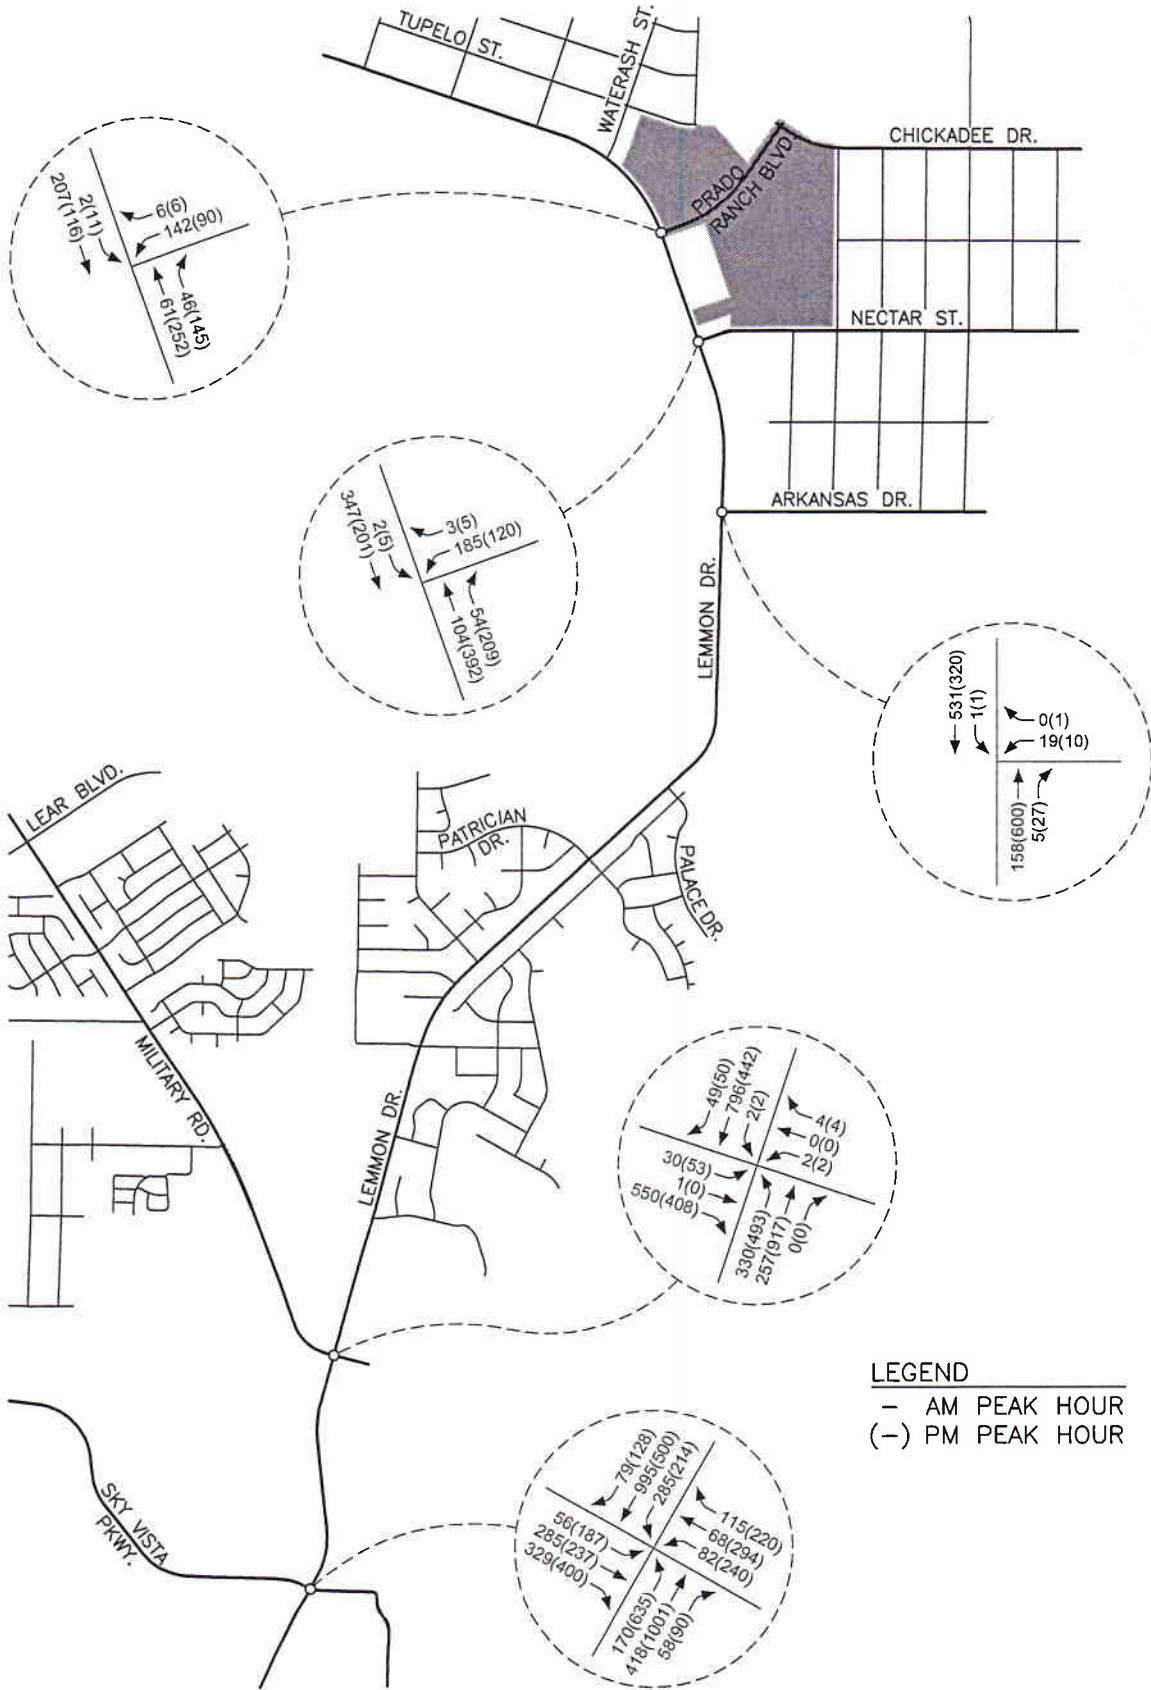 TUPELO ST.
WATERASH ST.
CHICKADEE DR.
PRADO
RANCH BLVD.
207(116)
2(11)
6(6)
142(90)
46(145)
61(252)
NECTAR ST.
ARKANSAS DR.
347(201)
2(5)
3(5)
185(120)
54(209)
104(392)
LEMMON DR.
531(320)
1(1)
0(1)
19(10)
158(600)
5(27)
LEAR BLVD.
PATRICIAN
DR.
PALACE DR.
MILITARY RD.
LEMMON DR.
49(50)
796(442)
2(2)
4(4)
0(0)
2(2)
30(53)
1(0)
550(408)
330(493)
257(917)
0(0)
LEGEND
- AM PEAK HOUR
(-) PM PEAK HOUR
SKY VISTA
PKWY.
79(128)
995(500)
285(214)
115(220)
68(294)
82(240)
56(187)
285(237)
329(400)
170(635)
418(1001)
58(90)